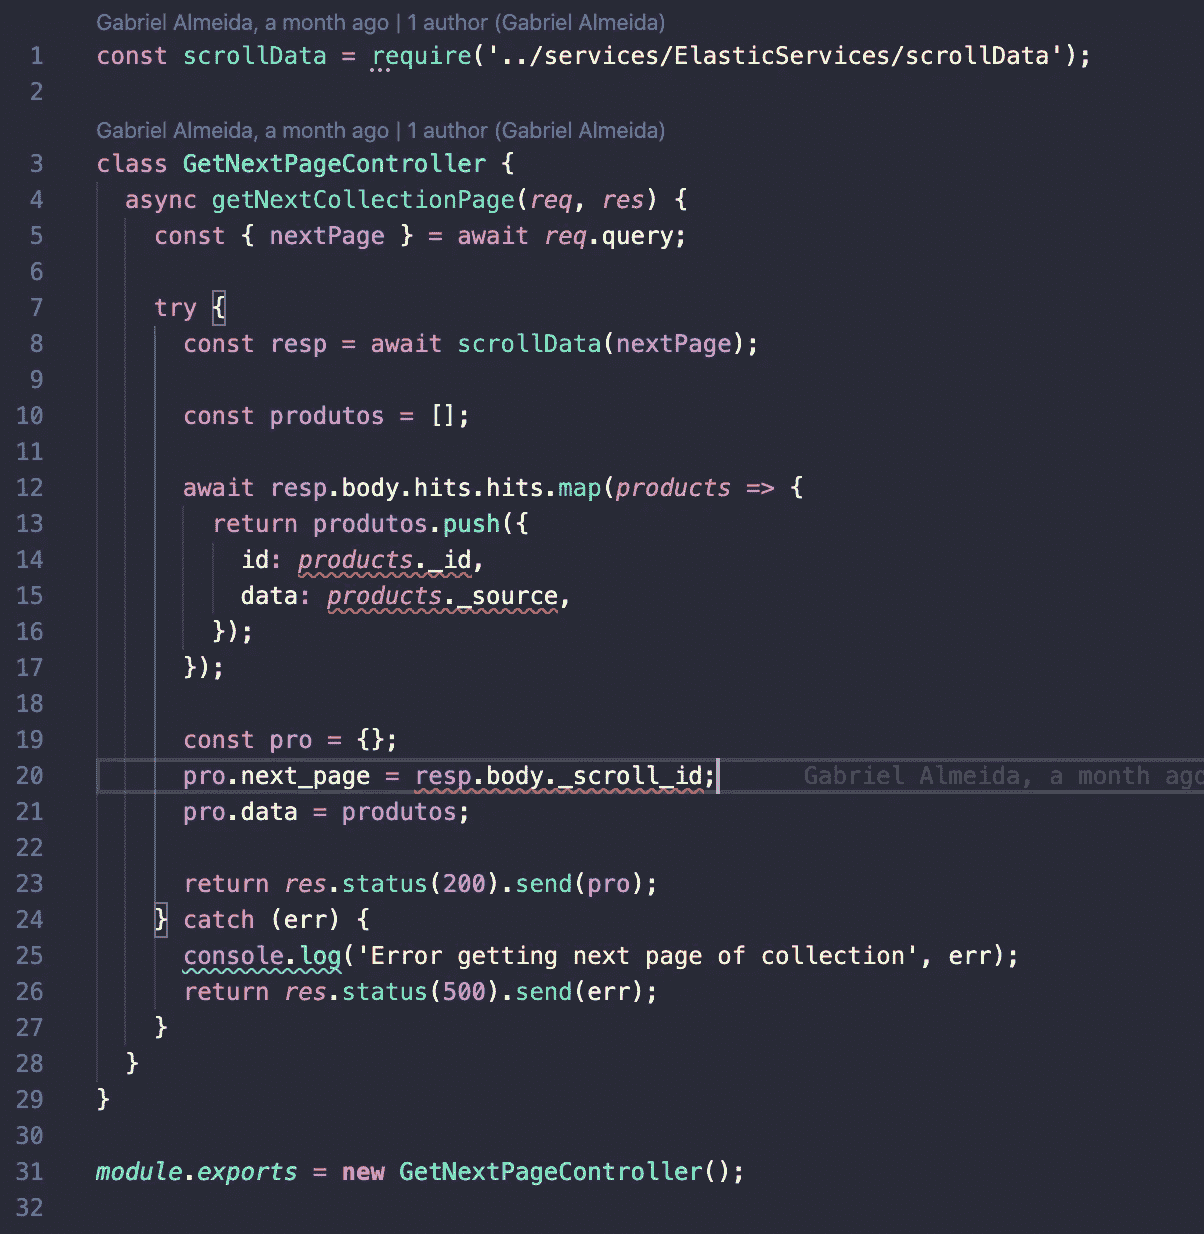 Gabriel Almeida, a month ago | 1 author (Gabriel Almeida)
1 const scrollData = require('../services/ElasticServices/scrollData');
2
Gabriel Almeida, a month ago | 1 author (Gabriel Almeida)
3 class GetNextPageController {
4   async getNextCollectionPage(req, res) {
5     const { nextPage } = await req.query;
6
7     try {
8       const resp = await scrollData(nextPage);
9
10       const produtos = [];
11
12       await resp.body.hits.hits.map(products => {
13         return produtos.push({
14           id: products._id,
15           data: products._source,
16         });
17       });
18
19       const pro = {};
20       pro.next_page = resp.body._scroll_id; Gabriel Almeida, a month ago
21       pro.data = produtos;
22
23       return res.status(200).send(pro);
24     } catch (err) {
25       console.log('Error getting next page of collection', err);
26       return res.status(500).send(err);
27     }
28   }
29 }
30
31 module.exports = new GetNextPageController();
32